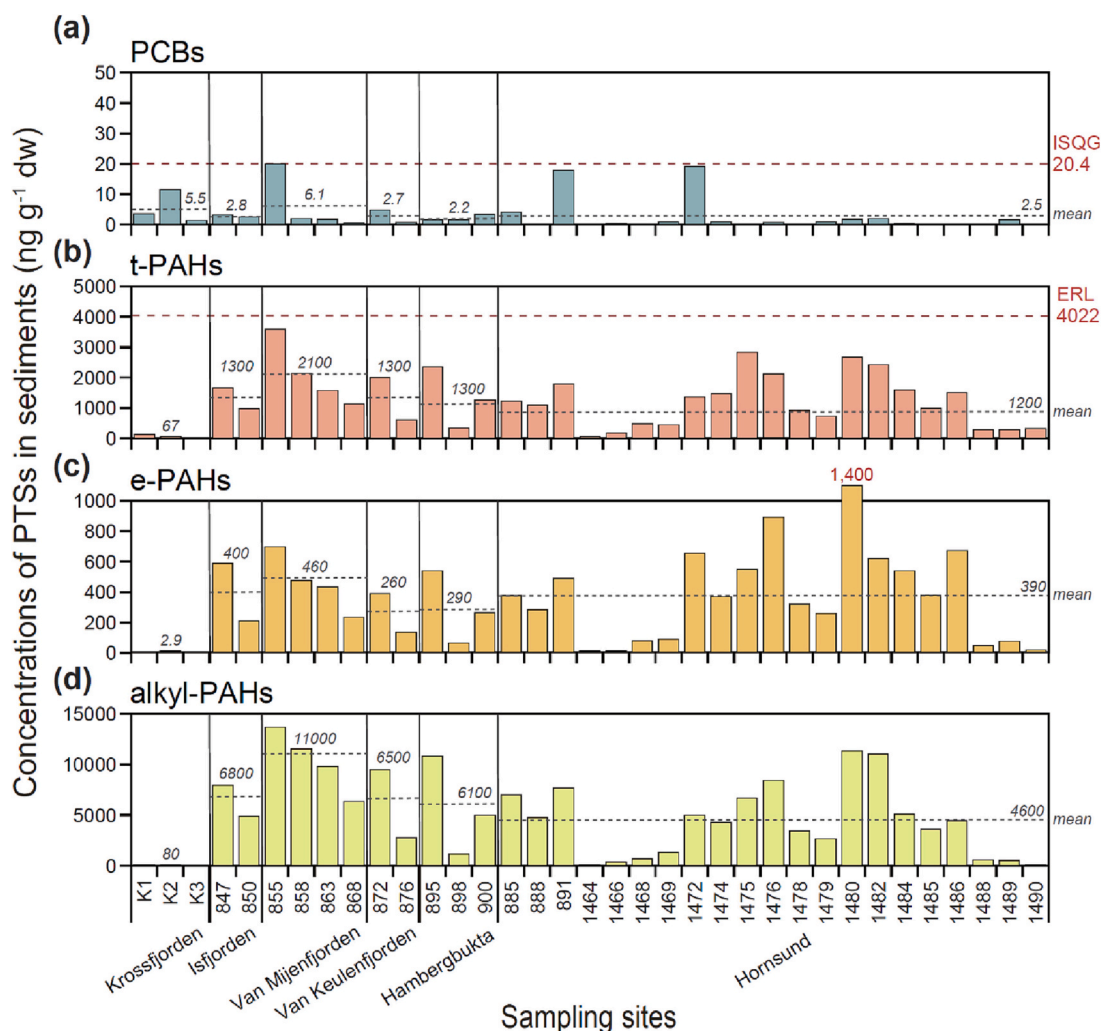 Concentrations of PTSs in sediments (ng g⁻¹ dw)
(a)
PCBs
50
40
30
20
10
0
5.5
2.8
6.1
2.7
2.2
2.5
ISQG
20.4
mean
(b)
t-PAHs
5000
4000
3000
2000
1000
0
67
1300
2100
1300
1300
1200
ERL
4022
mean
(c)
e-PAHs
1000
800
600
400
200
0
2.9
400
460
260
290
1,400
390
mean
(d)
alkyl-PAHs
15000
10000
5000
0
80
6800
11000
6500
6100
4600
mean
K1 K2 K3 847 850 855 858 863 868 872 876 895 898 900 885 888 891 1464 1466 1468 1469 1472 1474 1475 1476 1478 1479 1480 1482 1484 1485 1486 1488 1489 1490
Krossfjorden Isfjorden Van Mijenfjorden Van Keulenfjorden Hambergbukta Hornsund
Sampling sites